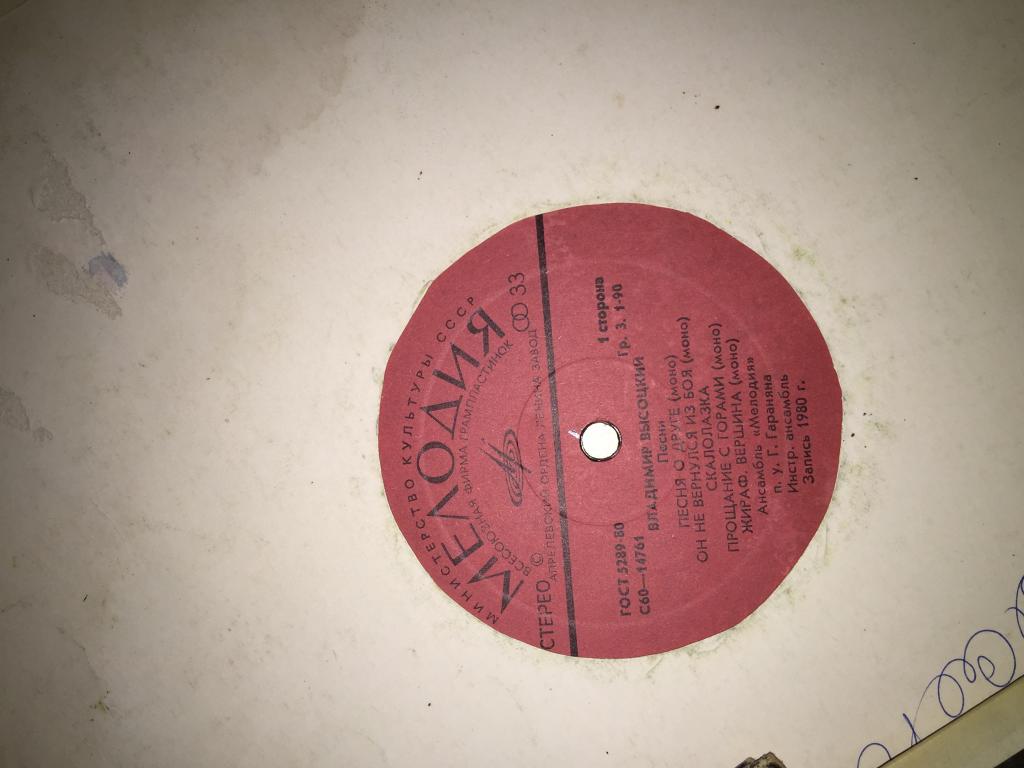 МИНИСТЕРСТВО КУЛЬТУРЫ СССР
МЕЛОДИЯ
ВСЕСОЮЗНАЯ ФИРМА ГРАМПЛАСТИНОК
33
АПРЕЛЕВСКИЙ ОРДЕНА ЛЕНИНА ЗАВОД
СТЕРЕО ©
ГОСТ 5289-80
1 сторона
С60—14761
Гр. 3. 1-90
ВЛАДИМИР ВЫСОЦКИЙ
Песни
ПЕСНЯ О ДРУГЕ (моно)
ОН НЕ ВЕРНУЛСЯ ИЗ БОЯ (моно)
СКАЛОЛАЗКА
ПРОЩАНИЕ С ГОРАМИ (моно)
ЖИРАФ, ВЕРШИНА (моно)
Ансамбль «Мелодия»
п. у. Г. Гараняна
Инстр. ансамбль
Запись 1980 г.